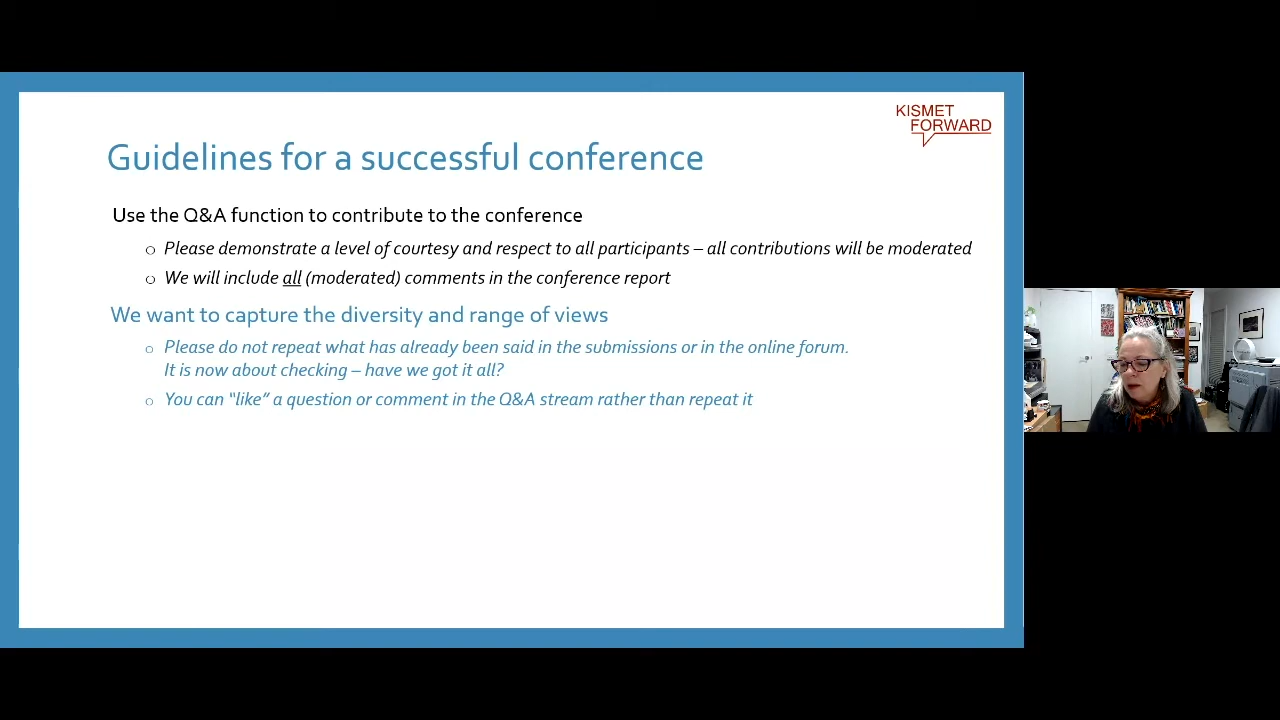 KISMET
FORWARD
Guidelines for a successful conference
Use the Q&A function to contribute to the conference
o Please demonstrate a level of courtesy and respect to all participants – all contributions will be moderated
o We will include all (moderated) comments in the conference report
We want to capture the diversity and range of views
o Please do not repeat what has already been said in the submissions or in the online forum.
It is now about checking – have we got it all?
o You can “like” a question or comment in the Q&A stream rather than repeat it